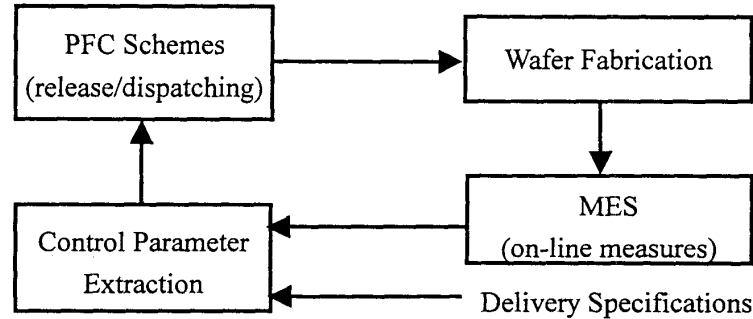 PFC Schemes
(release/dispatching)
Wafer Fabrication
MES
(on-line measures)
Control Parameter
Extraction
Delivery Specifications